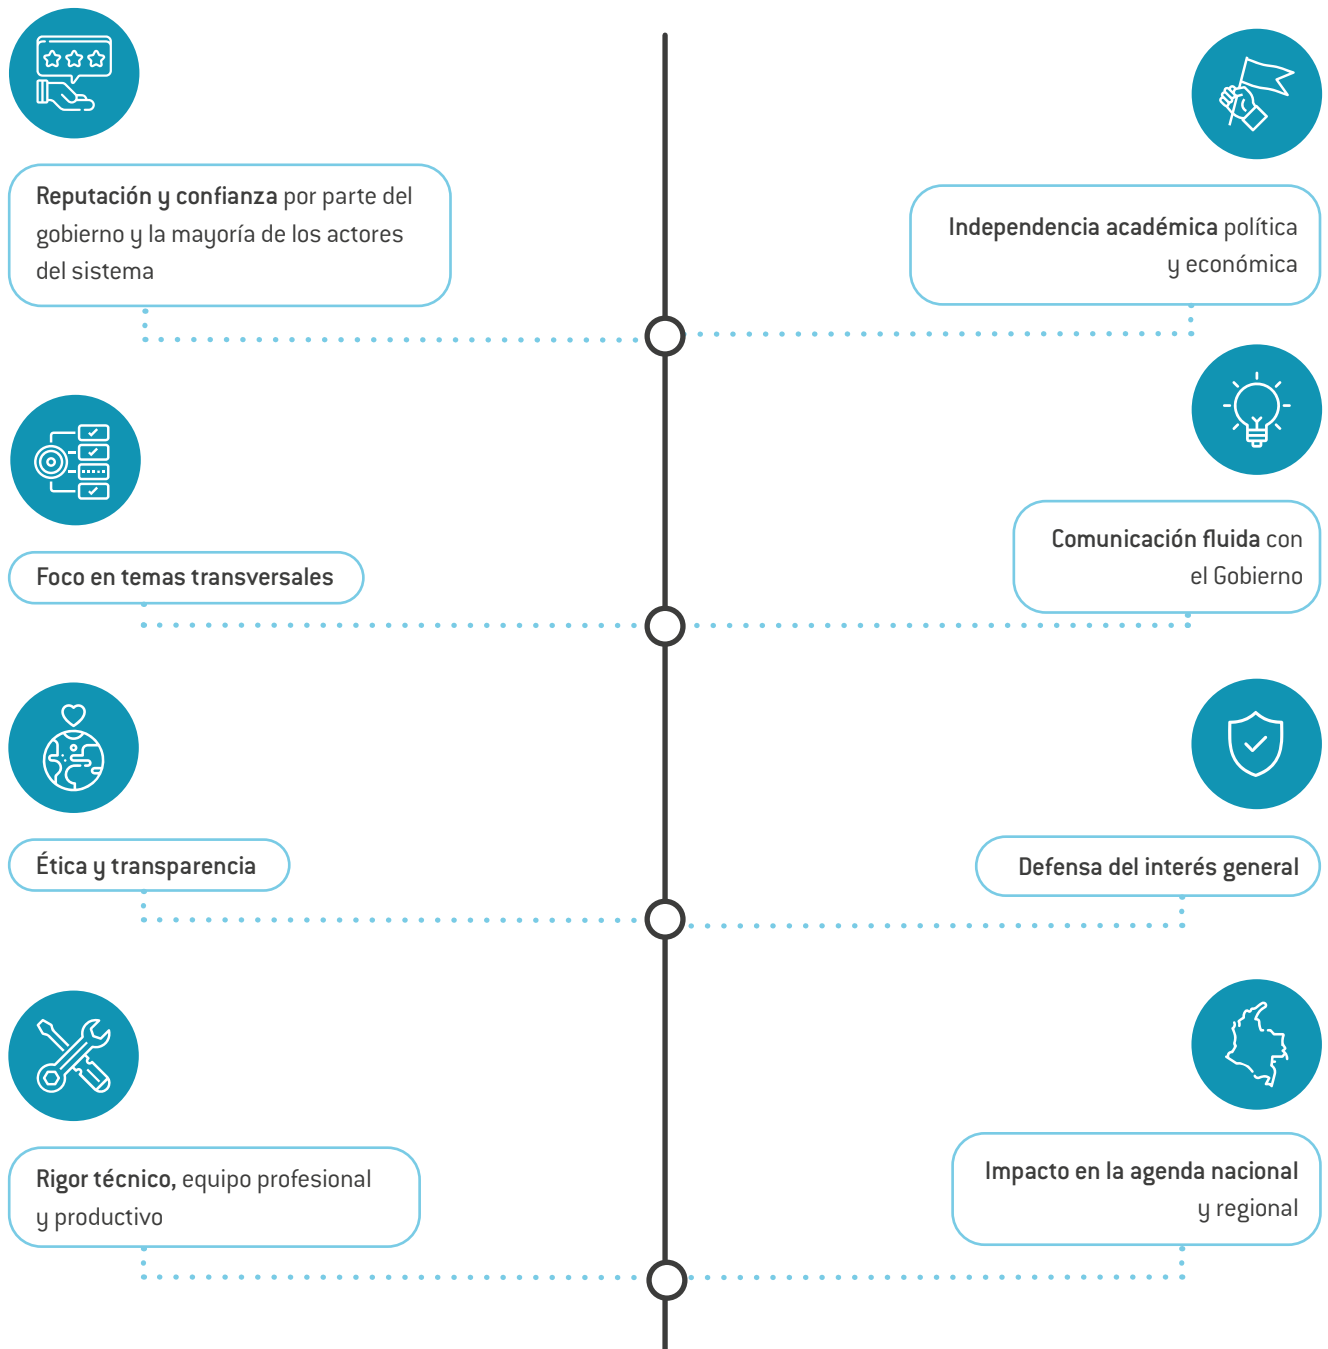 Reputación y confianza por parte del
gobierno y la mayoría de los actores
del sistema
Independencia académica política
y económica
Foco en temas transversales
Comunicación fluida con
el Gobierno
Ética y transparencia
Defensa del interés general
Rigor técnico, equipo profesional
y productivo
Impacto en la agenda nacional
y regional